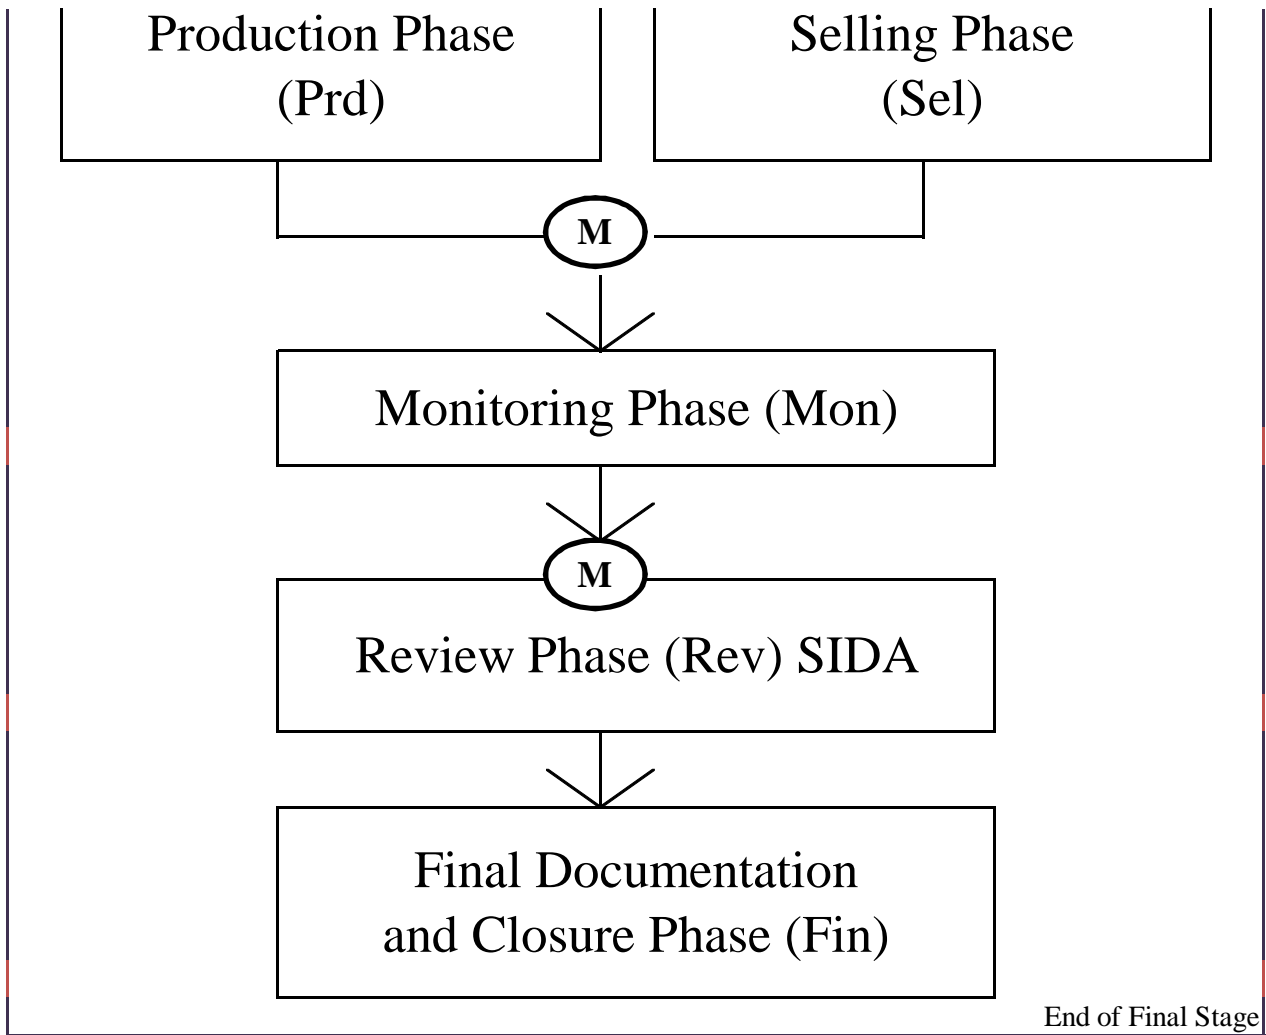 Production Phase
(Prd)
Selling Phase
(Sel)
M
Monitoring Phase (Mon)
M
Review Phase (Rev) SIDA
Final Documentation
and Closure Phase (Fin)
End of Final Stage